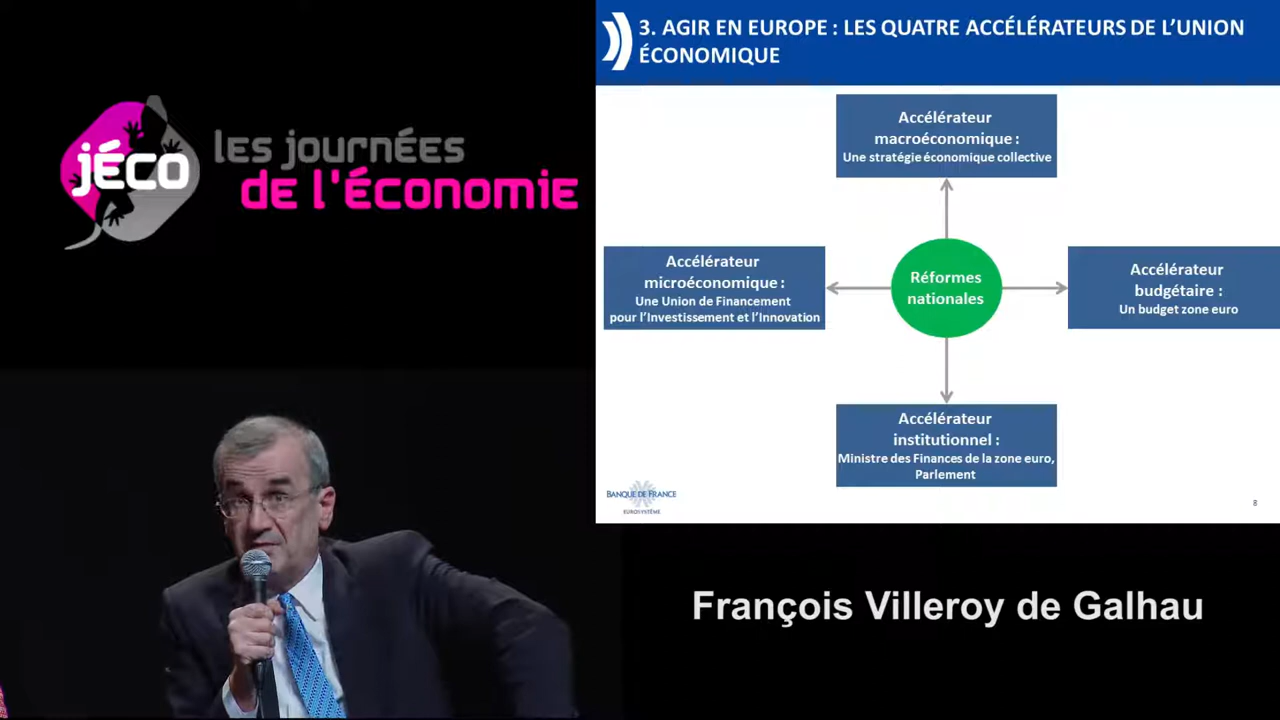 jéco
les journées
de l'économie
3. AGIR EN EUROPE : LES QUATRE ACCÉLÉRATEURS DE L'UNION
ÉCONOMIQUE
Accélérateur
macroéconomique :
Une stratégie économique collective
Accélérateur
microéconomique :
Une Union de Financement
pour l'Investissement et l'Innovation
Réformes
nationales
Accélérateur
budgétaire :
Un budget zone euro
Accélérateur
institutionnel :
Ministre des Finances de la zone euro,
Parlement
BANQUE DE FRANCE
EUROSYSTÈME
8
François Villeroy de Galhau